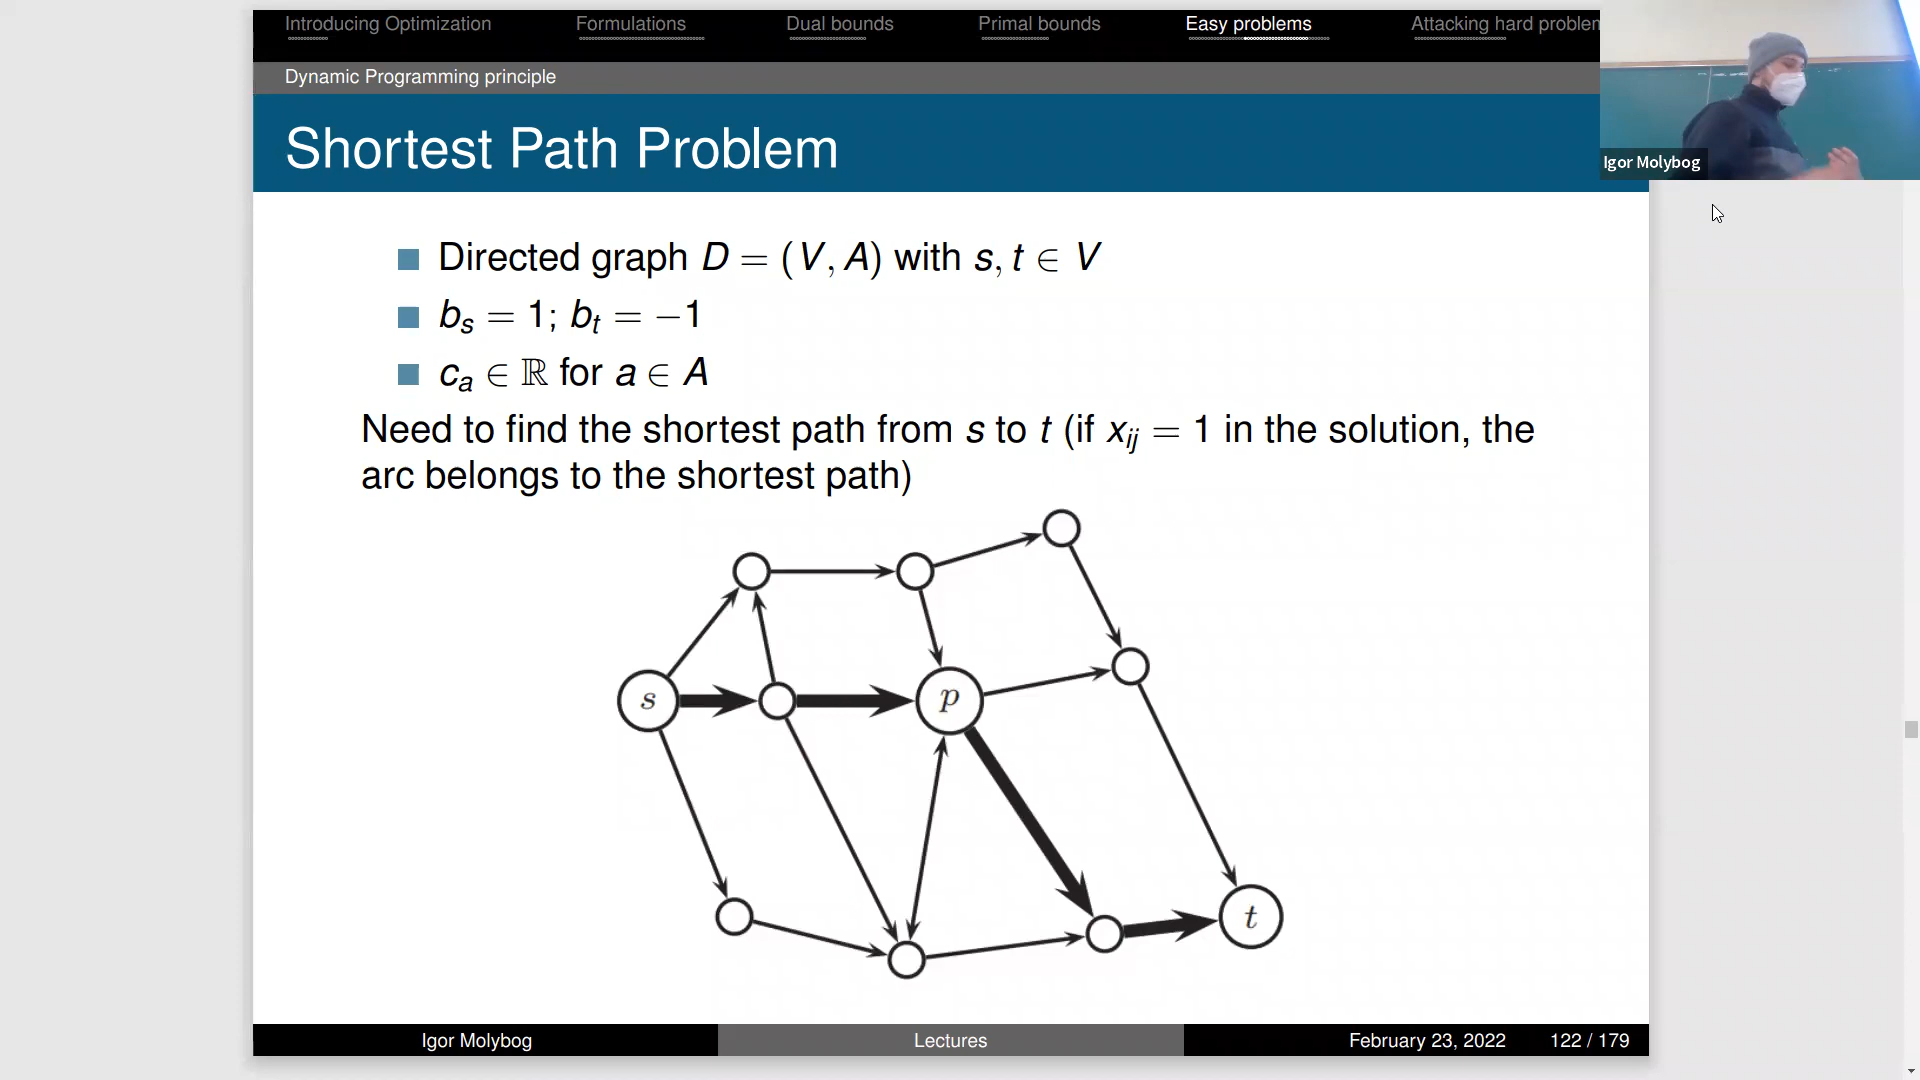 Introducing Optimization Formulations Dual bounds Primal bounds Easy problems Attacking hard problem
Dynamic Programming principle
Shortest Path Problem
Igor Molybog
Directed graph D = (V, A) with s, t ∈ V
b_s = 1; b_t = −1
c_a ∈ ℝ for a ∈ A
Need to find the shortest path from s to t (if x_ij = 1 in the solution, the
arc belongs to the shortest path)
s
p
t
Igor Molybog Lectures February 23, 2022 122 / 179